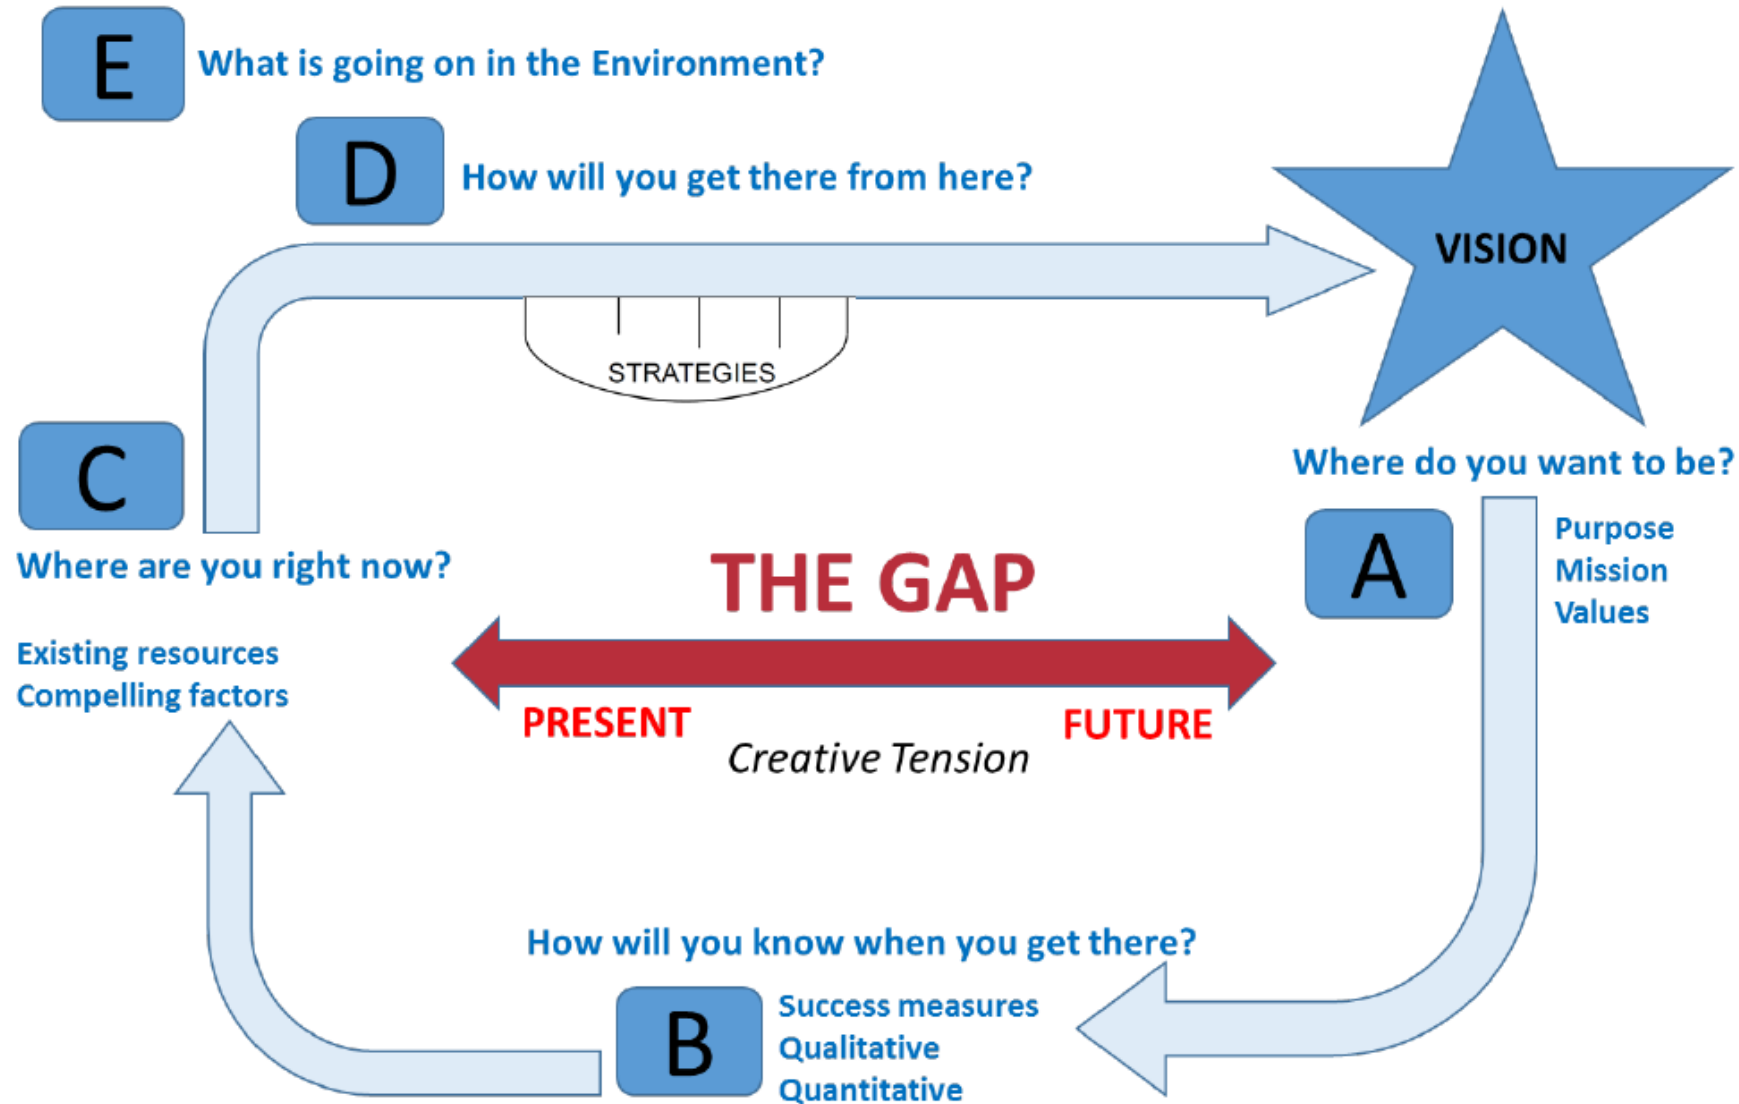 E
What is going on in the Environment?
D
How will you get there from here?
VISION
STRATEGIES
C
Where are you right now?
Existing resources
Compelling factors
Where do you want to be?
A
Purpose
Mission
Values
THE GAP
PRESENT
FUTURE
Creative Tension
How will you know when you get there?
B
Success measures
Qualitative
Quantitative